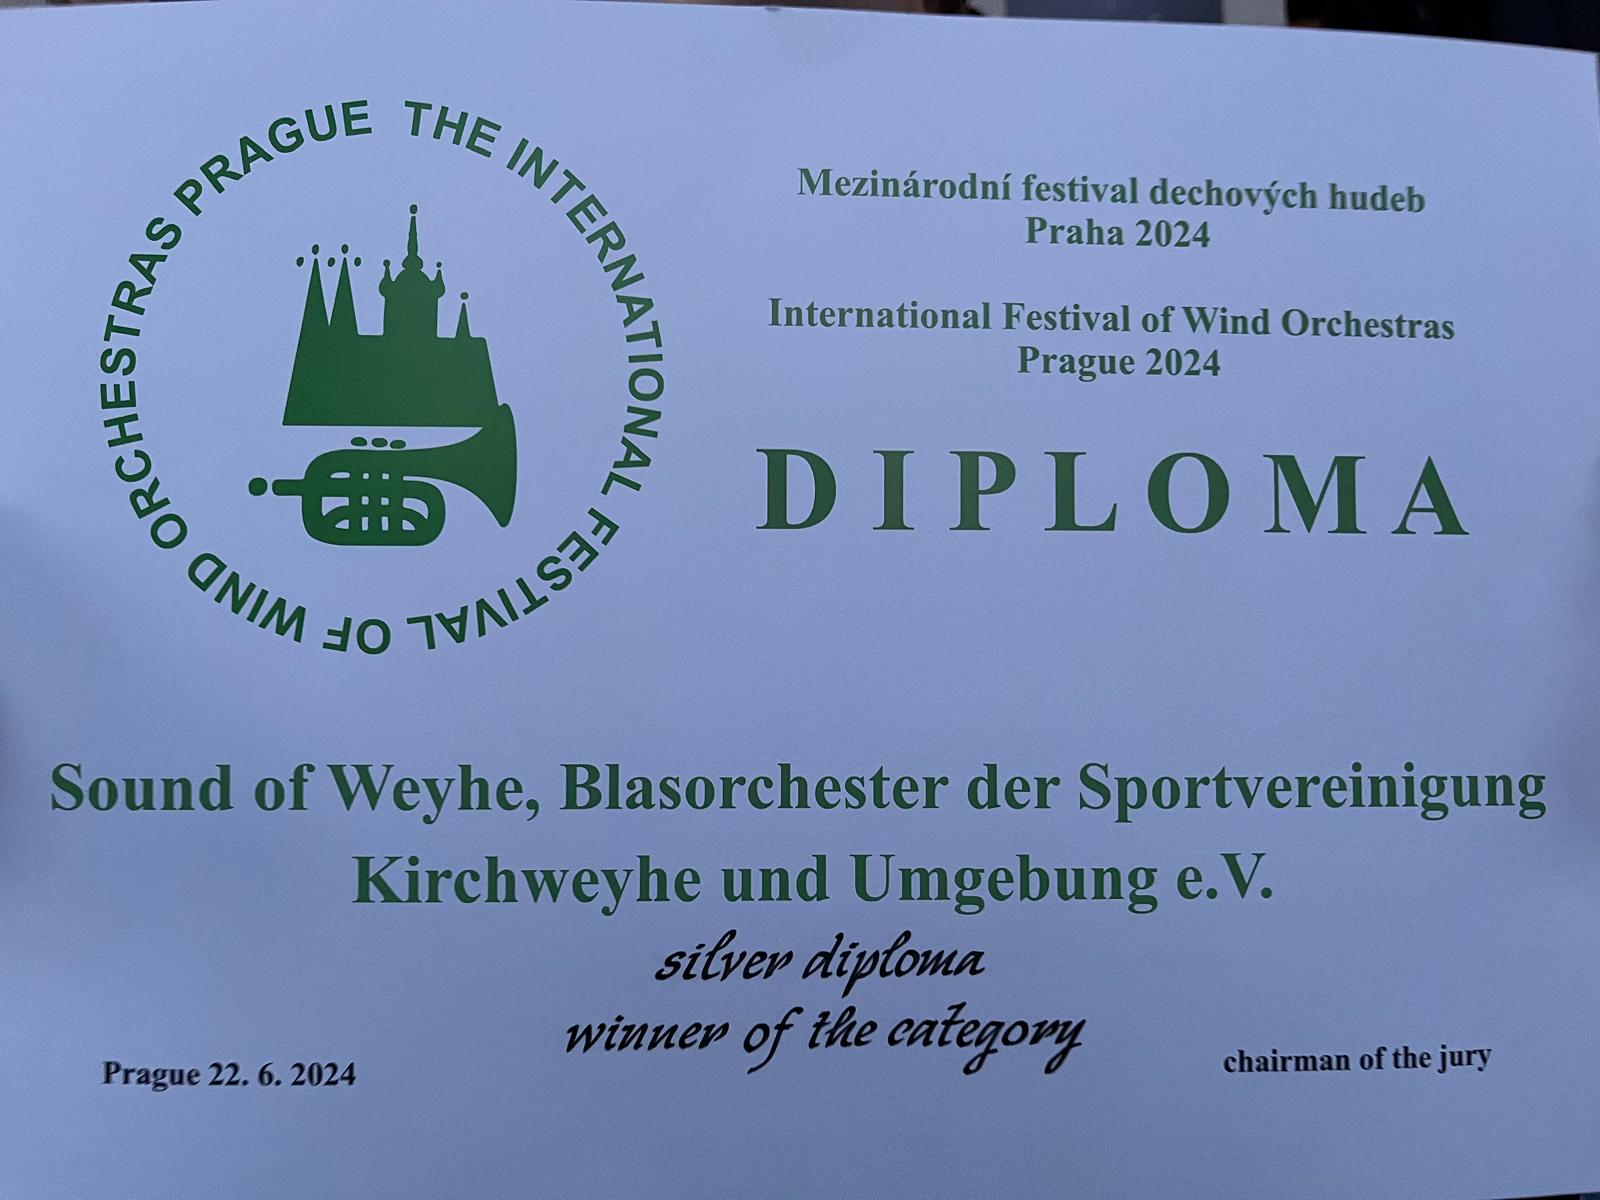 THE INTERNATIONAL FESTIVAL OF WIND ORCHESTRAS PRAGUE
Mezinárodní festival dechových hudeb
Praha 2024
International Festival of Wind Orchestras
Prague 2024
DIPLOMA
Sound of Weyhe, Blasorchester der Sportvereinigung
Kirchweyhe und Umgebung e.V.
silver diploma
winner of the category
Prague 22. 6. 2024
chairman of the jury